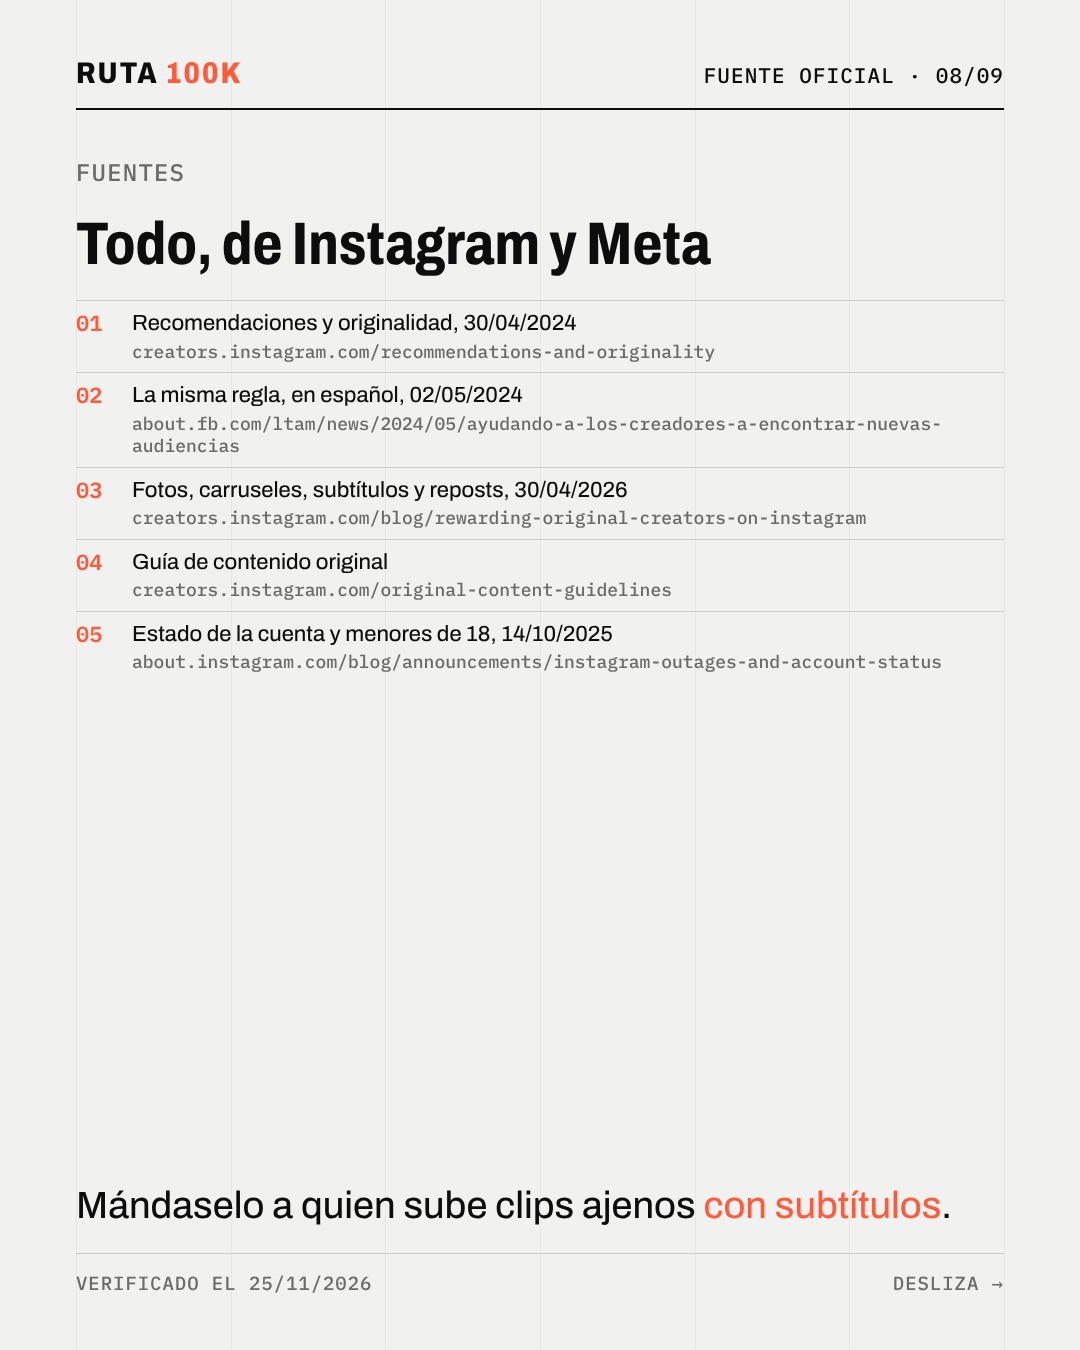 RUTA 100K
FUENTE OFICIAL · 08/09
FUENTES
Todo, de Instagram y Meta
01 Recomendaciones y originalidad, 30/04/2024
creators.instagram.com/recommendations-and-originality
02 La misma regla, en español, 02/05/2024
about.fb.com/ltam/news/2024/05/ayudando-a-los-creadores-a-encontrar-nuevas-
audiencias
03 Fotos, carruseles, subtítulos y reposts, 30/04/2026
creators.instagram.com/blog/rewarding-original-creators-on-instagram
04 Guía de contenido original
creators.instagram.com/original-content-guidelines
05 Estado de la cuenta y menores de 18, 14/10/2025
about.instagram.com/blog/announcements/instagram-outages-and-account-status
Mándaselo a quien sube clips ajenos con subtítulos.
VERIFICADO EL 25/11/2026
DESLIZA →